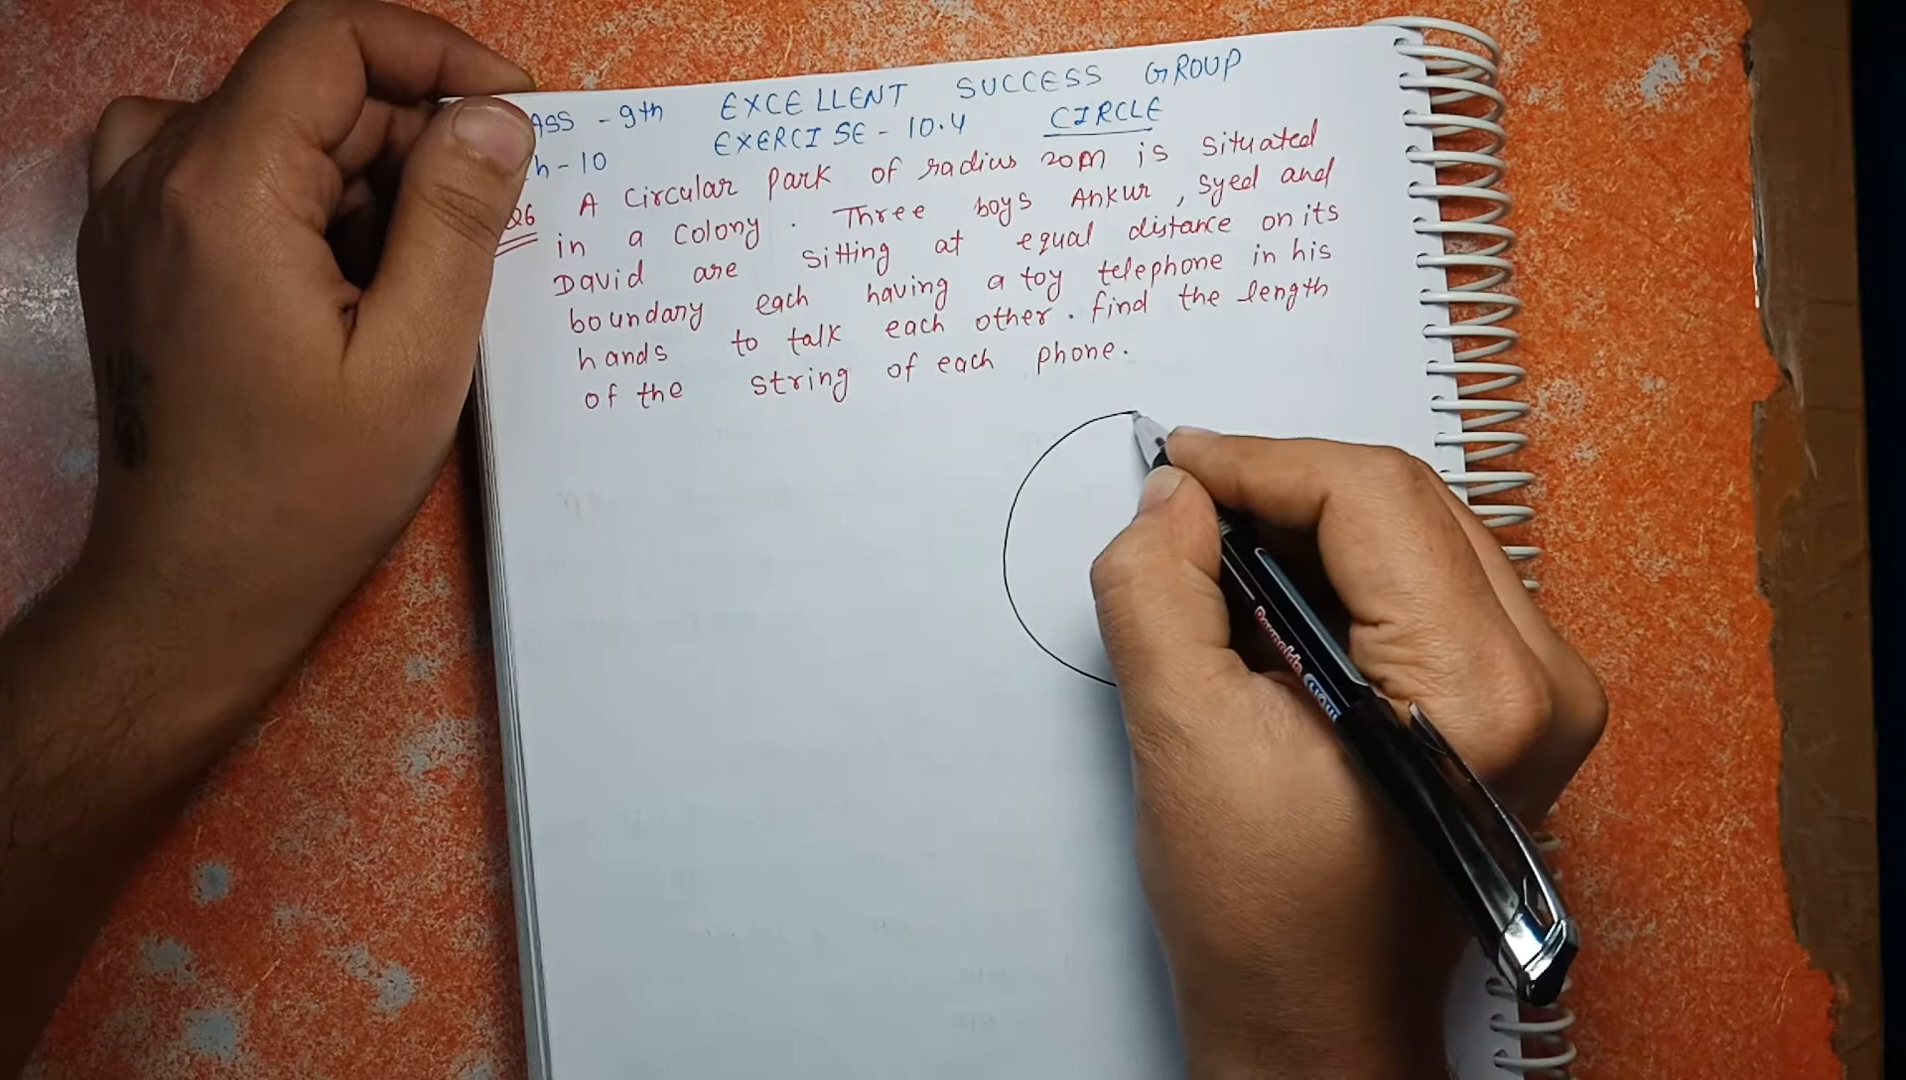 ASS - 9th EXCELLENT SUCCESS GROUP
h - 10 EXERCISE - 10.4 CIRCLE
Q6 A Circular Park of radius 20m is situated
in a colony. Three boys Ankur, Syed and
David are sitting at equal distance on its
boundary each having a toy telephone in his
hands to talk each other. find the length
of the string of each phone.
Reynolds